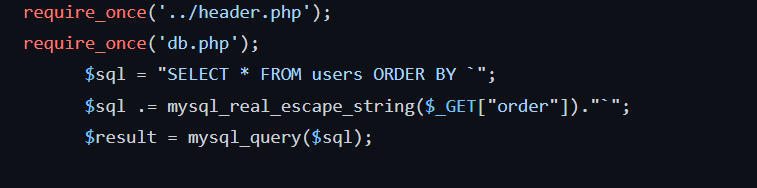 require_once('../header.php');
require_once('db.php');
$sql = "SELECT * FROM users ORDER BY `";
$sql .= mysql_real_escape_string($_GET["order"])."`";
$result = mysql_query($sql);